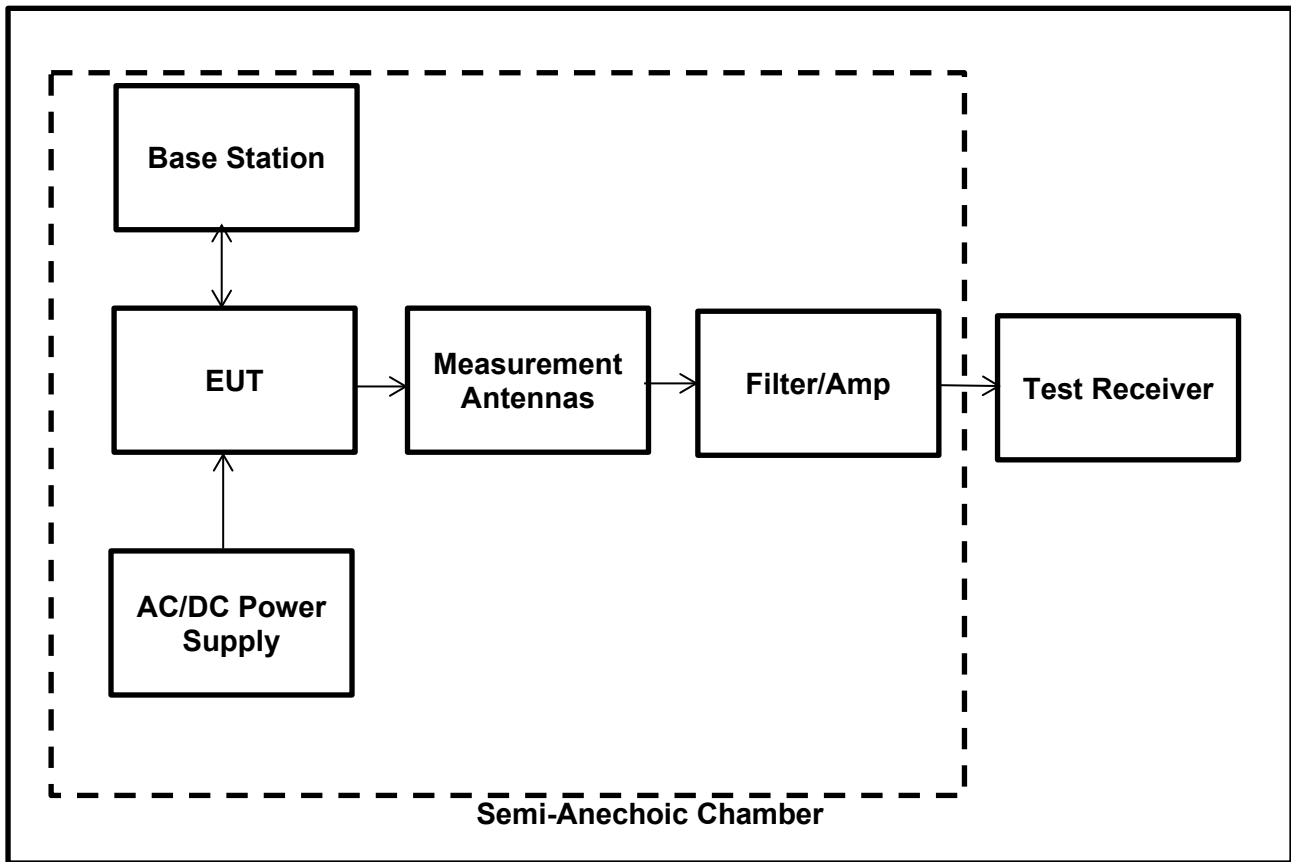 Base Station
EUT
Measurement
Antennas
Filter/Amp
Test Receiver
AC/DC Power
Supply
Semi-Anechoic Chamber